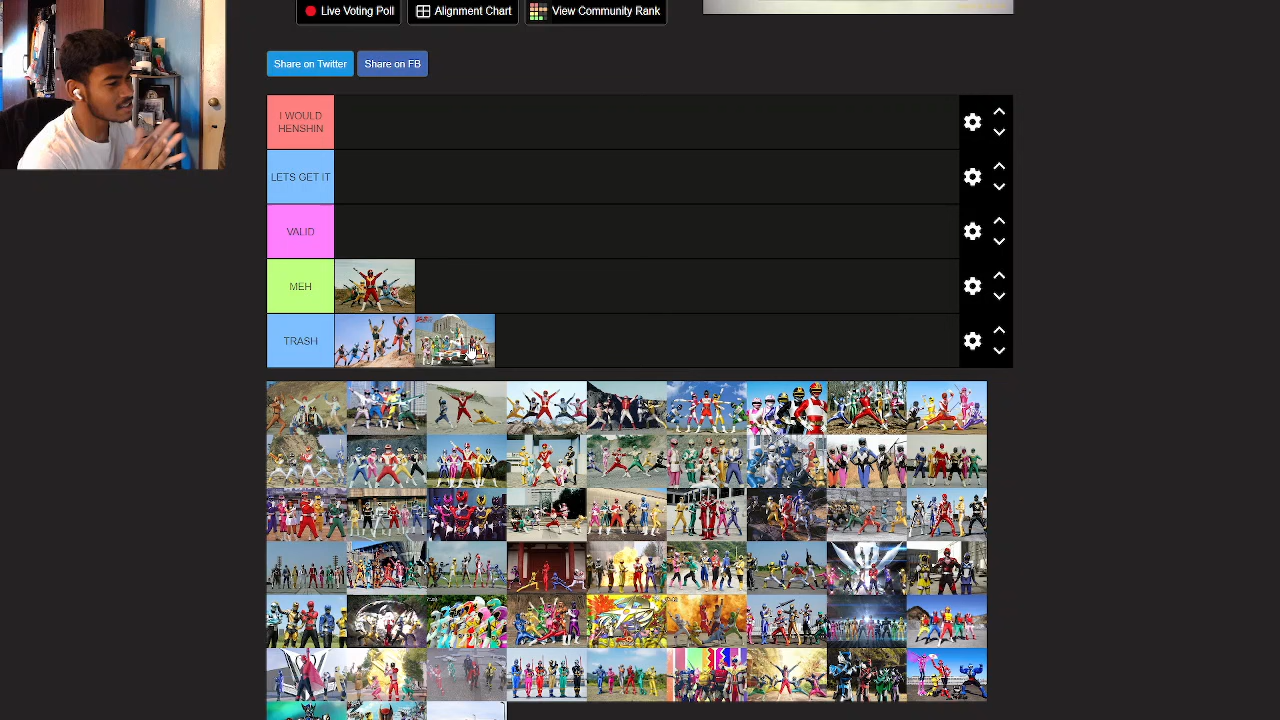 Live Voting Poll
Alignment Chart
View Community Rank
Share on Twitter
Share on FB
I WOULD
HENSHIN
LETS GET IT
VALID
MEH
TRASH